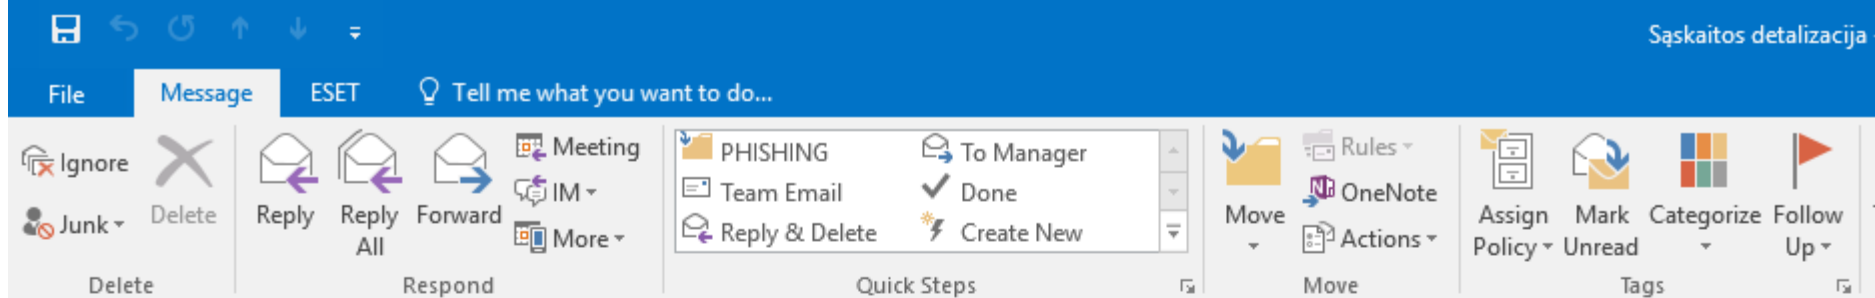 Sąskaitos detalizacija
File Message ESET Tell me what you want to do...
Ignore
Junk
Delete
Reply
Reply All
Forward
Meeting
IM
More
PHISHING To Manager
Team Email Done
Reply & Delete Create New
Move
Rules
OneNote
Actions
Assign Policy
Mark Unread
Categorize
Follow Up
Delete Respond Quick Steps Move Tags